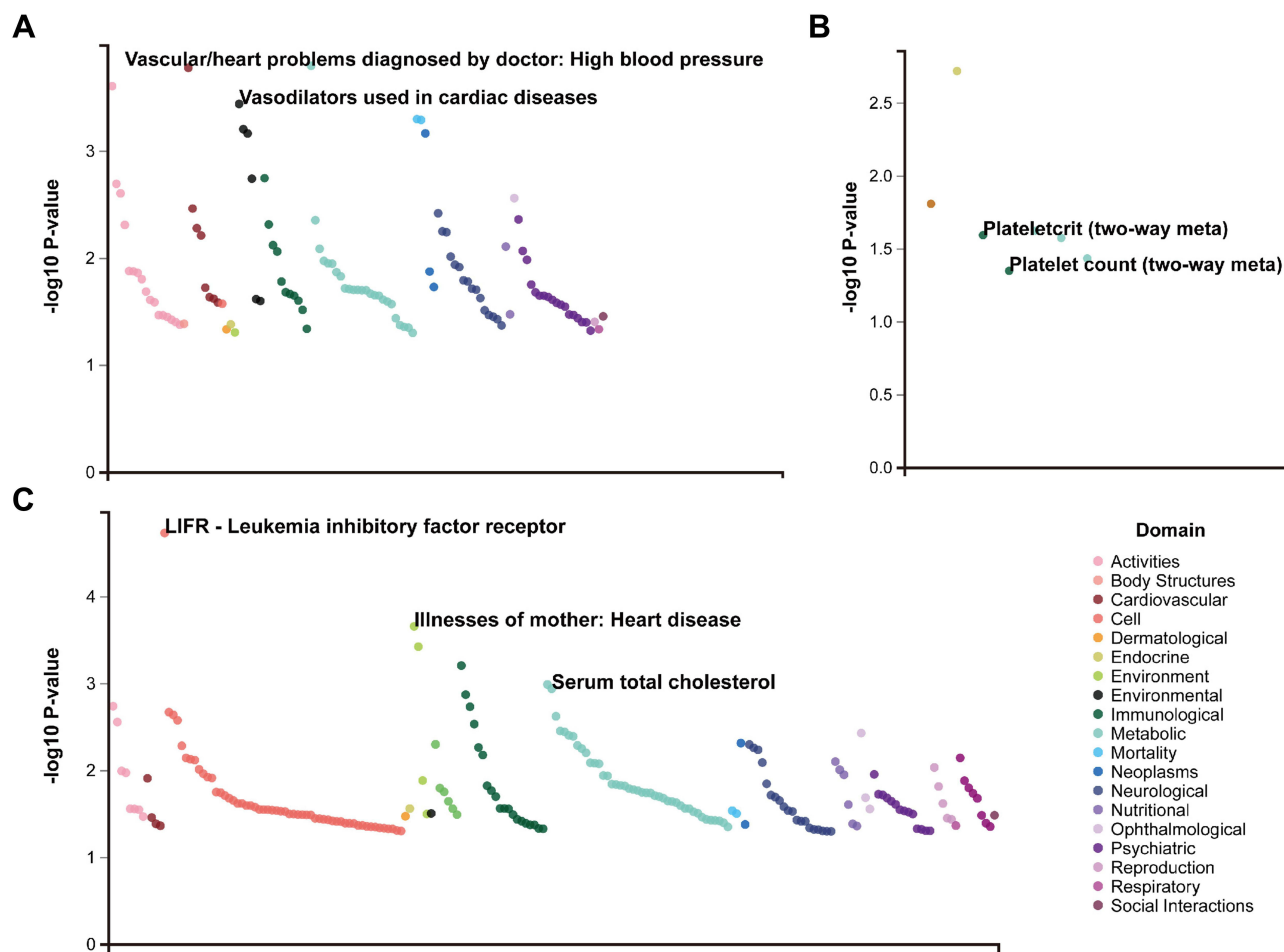 A
Vascular/heart problems diagnosed by doctor: High blood pressure
Vasodilators used in cardiac diseases
-log10 P-value
3
2
1
0
B
2.5
2.0
1.5
1.0
0.5
0.0
-log10 P-value
Plateletcrit (two-way meta)
Platelet count (two-way meta)
C
LIFR - Leukemia inhibitory factor receptor
Illnesses of mother: Heart disease
Serum total cholesterol
-log10 P-value
4
3
2
1
0
Domain
Activities
Body Structures
Cardiovascular
Cell
Dermatological
Endocrine
Environment
Environmental
Immunological
Metabolic
Mortality
Neoplasms
Neurological
Nutritional
Ophthalmological
Psychiatric
Reproduction
Respiratory
Social Interactions